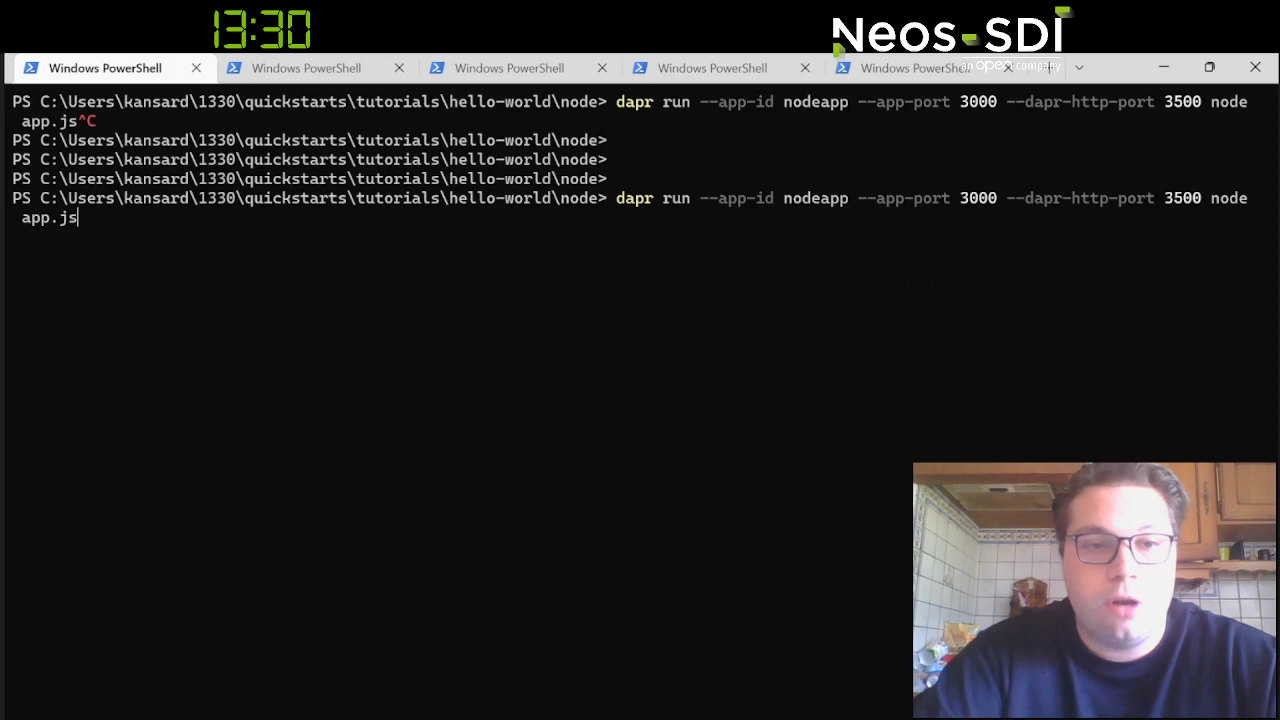 13:30
Neos-SDI
an open company
Windows PowerShell
Windows PowerShell
Windows PowerShell
Windows PowerShell
Windows PowerShell
PS C:\Users\kansard\1330\quickstarts\tutorials\hello-world\node> dapr run --app-id nodeapp --app-port 3000 --dapr-http-port 3500 node
app.js^C
PS C:\Users\kansard\1330\quickstarts\tutorials\hello-world\node>
PS C:\Users\kansard\1330\quickstarts\tutorials\hello-world\node>
PS C:\Users\kansard\1330\quickstarts\tutorials\hello-world\node>
PS C:\Users\kansard\1330\quickstarts\tutorials\hello-world\node> dapr run --app-id nodeapp --app-port 3000 --dapr-http-port 3500 node
app.js